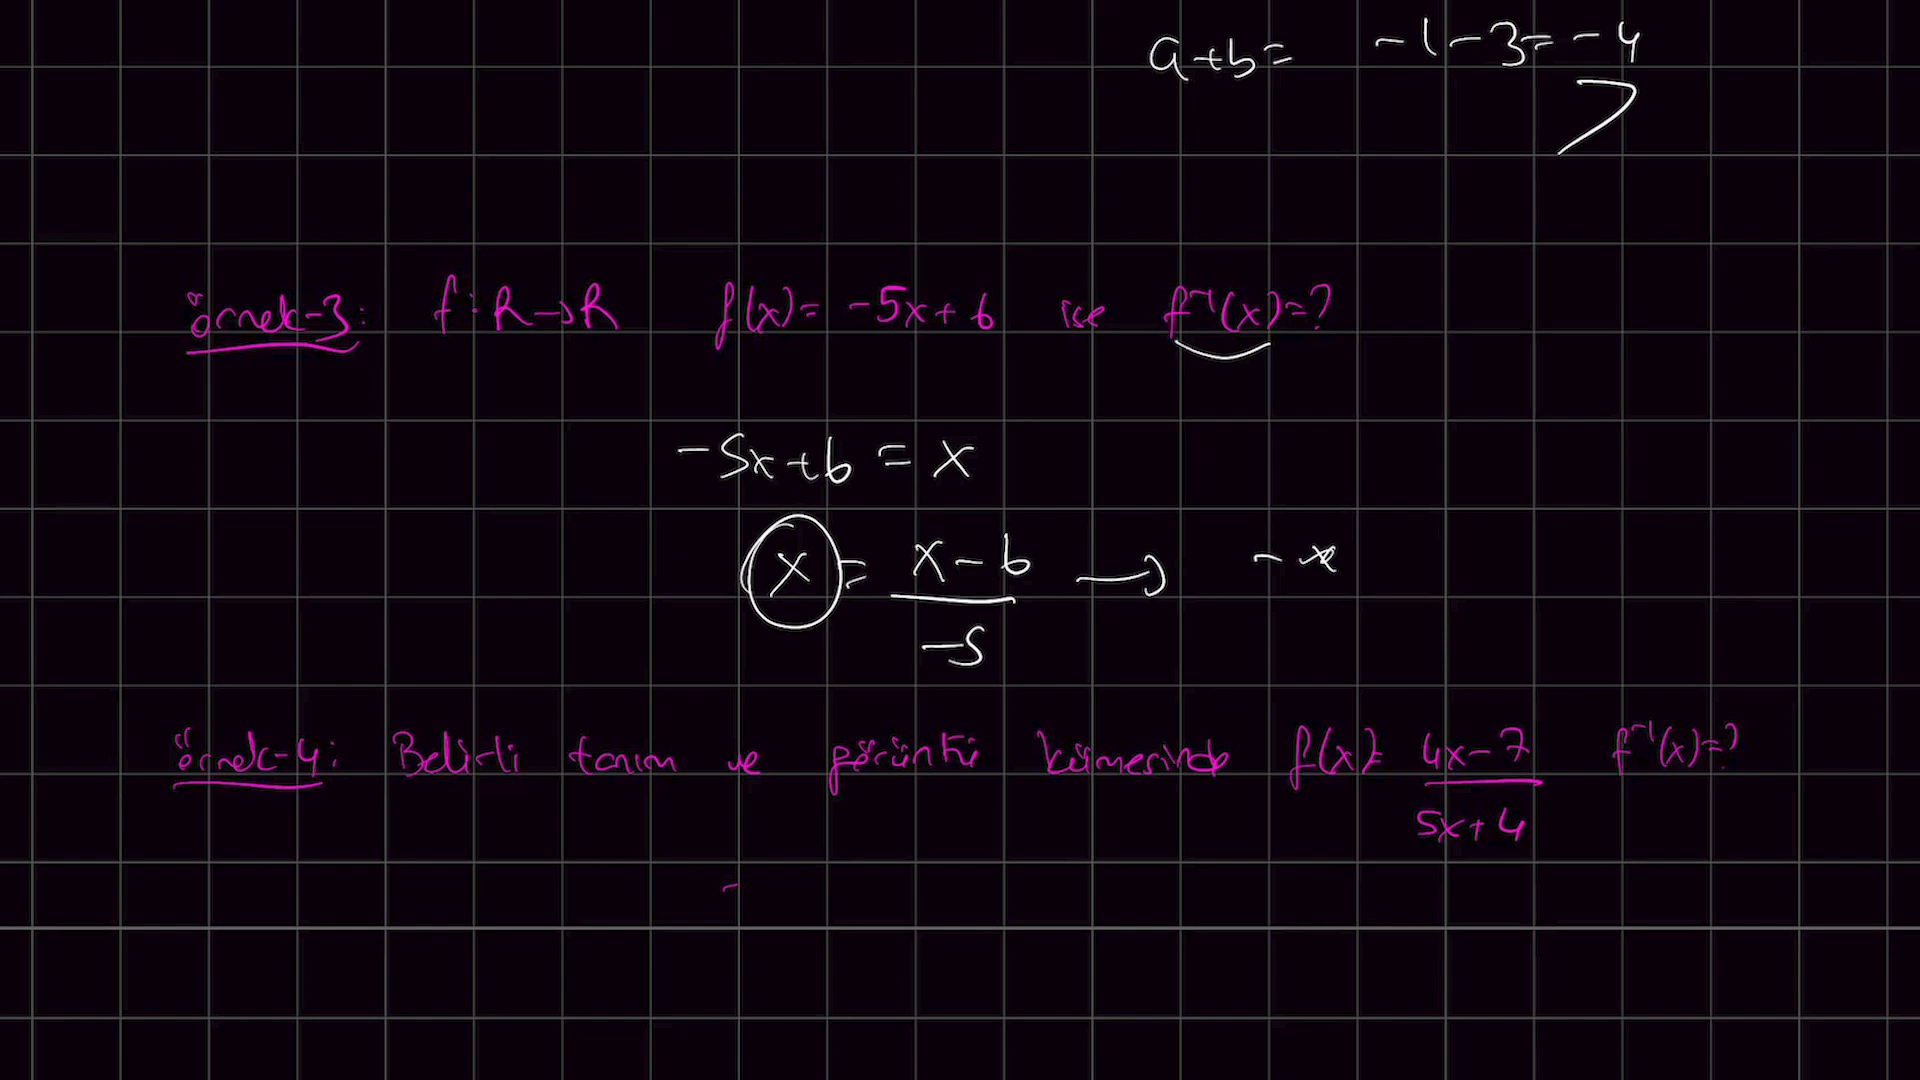 a+b= -1-3=-4
örnek-3: f:R→R f(x)= -5x+6 ise f⁻¹(x)=?
-5x+6 = x
x = x-6 → -x
-5
örnek-4: Belirli tanım ve görüntü kümesinde f(x)= 4x-7 f⁻¹(x)=?
5x+4